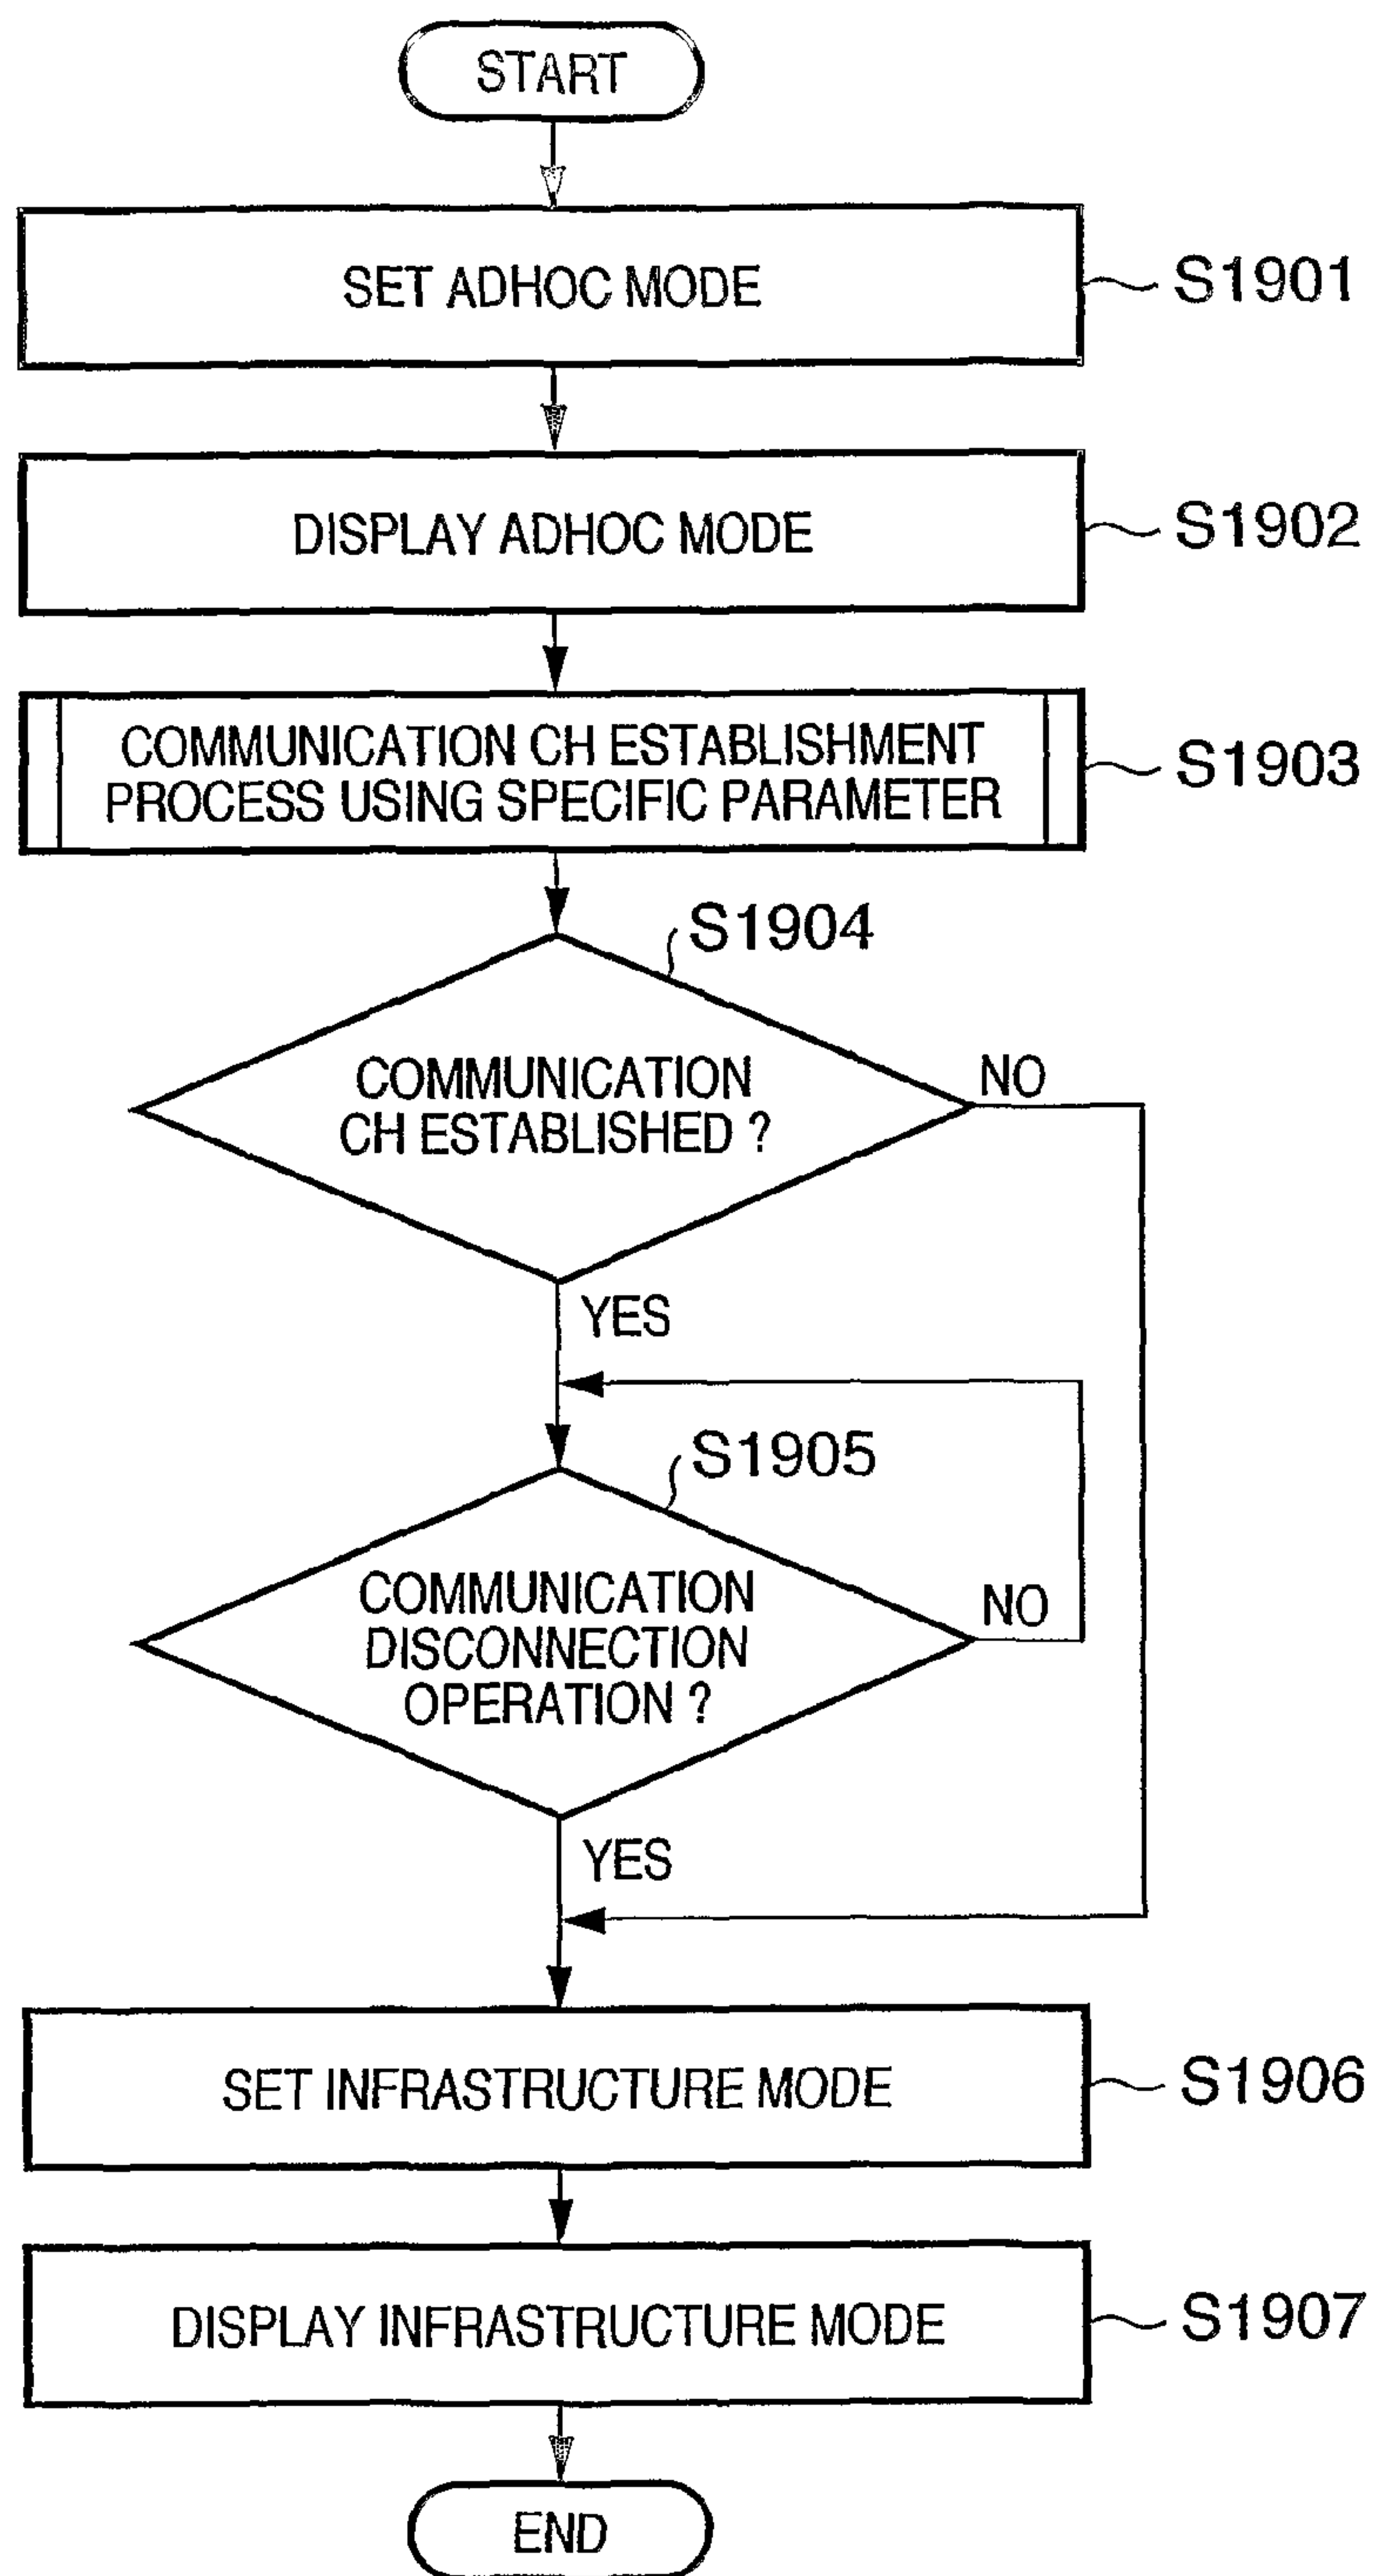 START
SET ADHOC MODE
S1901
DISPLAY ADHOC MODE
S1902
COMMUNICATION CH ESTABLISHMENT
PROCESS USING SPECIFIC PARAMETER
S1903
S1904
COMMUNICATION
CH ESTABLISHED ?
NO
YES
S1905
COMMUNICATION
DISCONNECTION
OPERATION ?
NO
YES
SET INFRASTRUCTURE MODE
S1906
DISPLAY INFRASTRUCTURE MODE
S1907
END